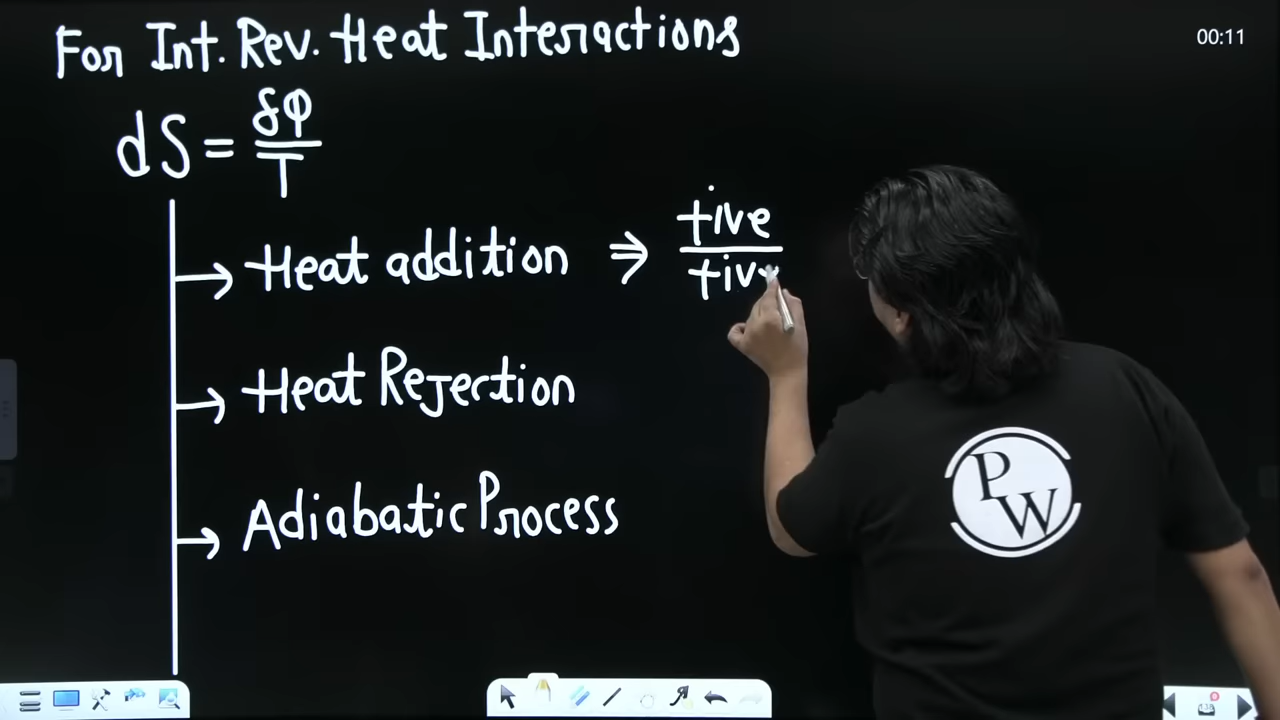 For Int. Rev. Heat Interactions
00:11
dS = δQ/T
Heat addition ⇒ +ive/+ive
Heat Rejection
Adiabatic Process
PW